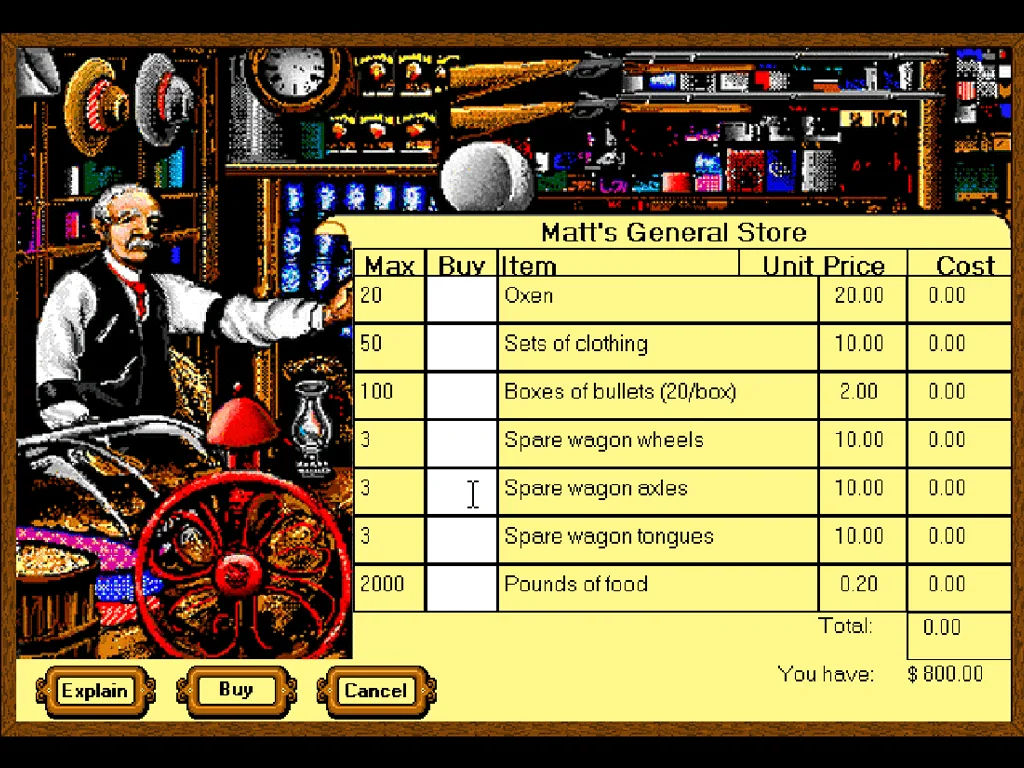 Matt's General Store
Max Buy Item Unit Price Cost
20 Oxen 20.00 0.00
50 Sets of clothing 10.00 0.00
100 Boxes of bullets (20/box) 2.00 0.00
3 Spare wagon wheels 10.00 0.00
3 Spare wagon axles 10.00 0.00
3 Spare wagon tongues 10.00 0.00
2000 Pounds of food 0.20 0.00
Total: 0.00
You have: $ 800.00
Explain Buy Cancel